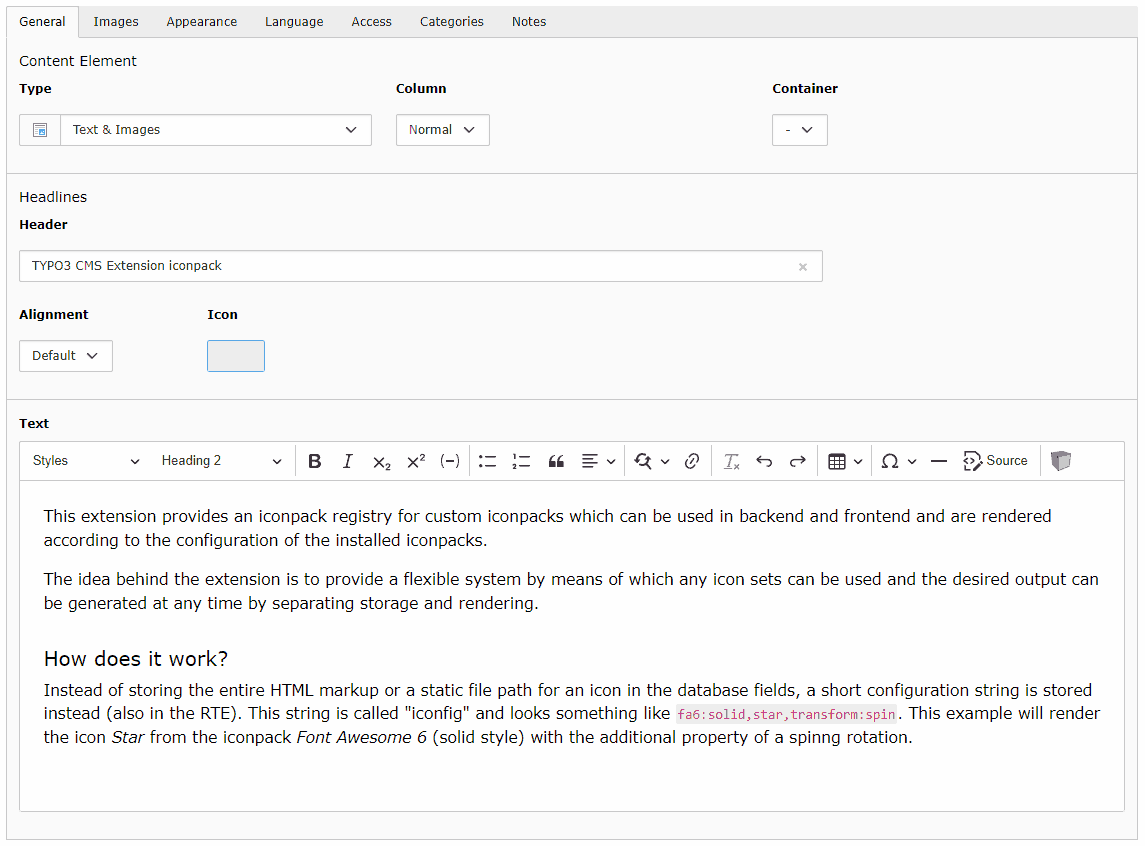 General Images Appearance Language Access Categories Notes
Content Element
Type Column Container
Text & Images Normal -
Headlines
Header
TYPO3 CMS Extension iconpack
Alignment Icon
Default
Text
Styles Heading 2 Source
This extension provides an iconpack registry for custom iconpacks which can be used in backend and frontend and are rendered
according to the configuration of the installed iconpacks.
The idea behind the extension is to provide a flexible system by means of which any icon sets can be used and the desired output can
be generated at any time by separating storage and rendering.
How does it work?
Instead of storing the entire HTML markup or a static file path for an icon in the database fields, a short configuration string is stored
instead (also in the RTE). This string is called "iconfig" and looks something like fa6:solid,star,transform:spin. This example will render
the icon Star from the iconpack Font Awesome 6 (solid style) with the additional property of a spinng rotation.